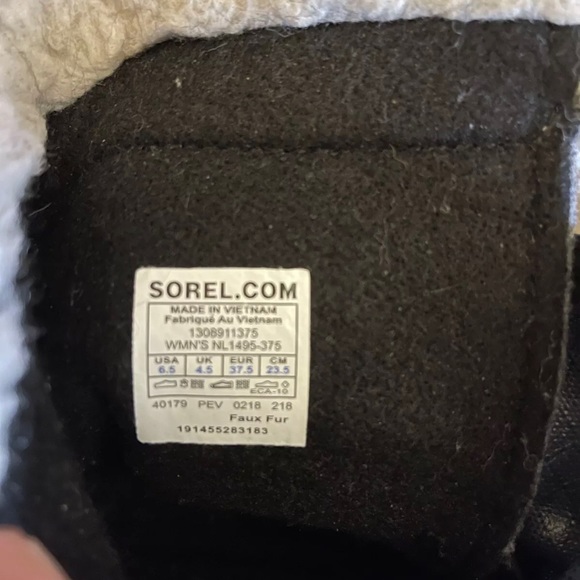 SOREL.COM
MADE IN VIETNAM
Fabriqué Au Vietnam
1308911375
WMN'S NL1495-375
USA UK EUR CM
6.5 4.5 37.5 23.5
ECA-10
40179 PEV 0218 218
Faux Fur
191455283183